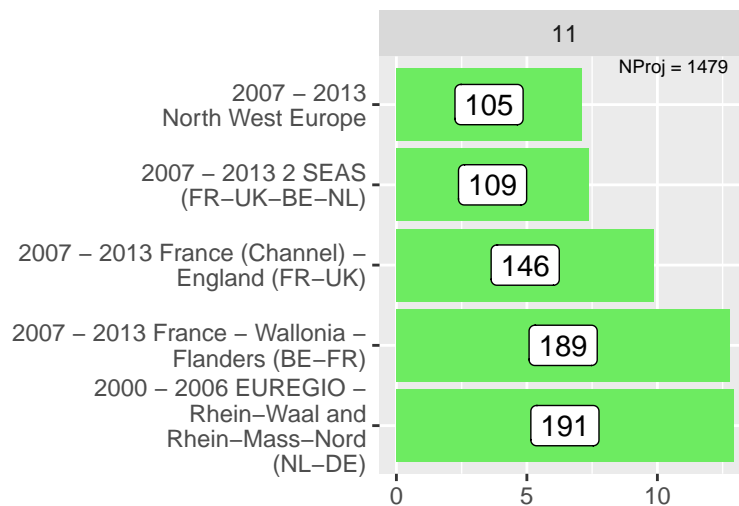 11
NProj = 1479
2007 − 2013
North West Europe
105
2007 − 2013 2 SEAS
(FR−UK−BE−NL)
109
2007 − 2013 France (Channel) −
England (FR−UK)
146
2007 − 2013 France − Wallonia −
Flanders (BE−FR)
189
2000 − 2006 EUREGIO −
Rhein−Waal and
Rhein−Mass−Nord
(NL−DE)
191
0 5 10